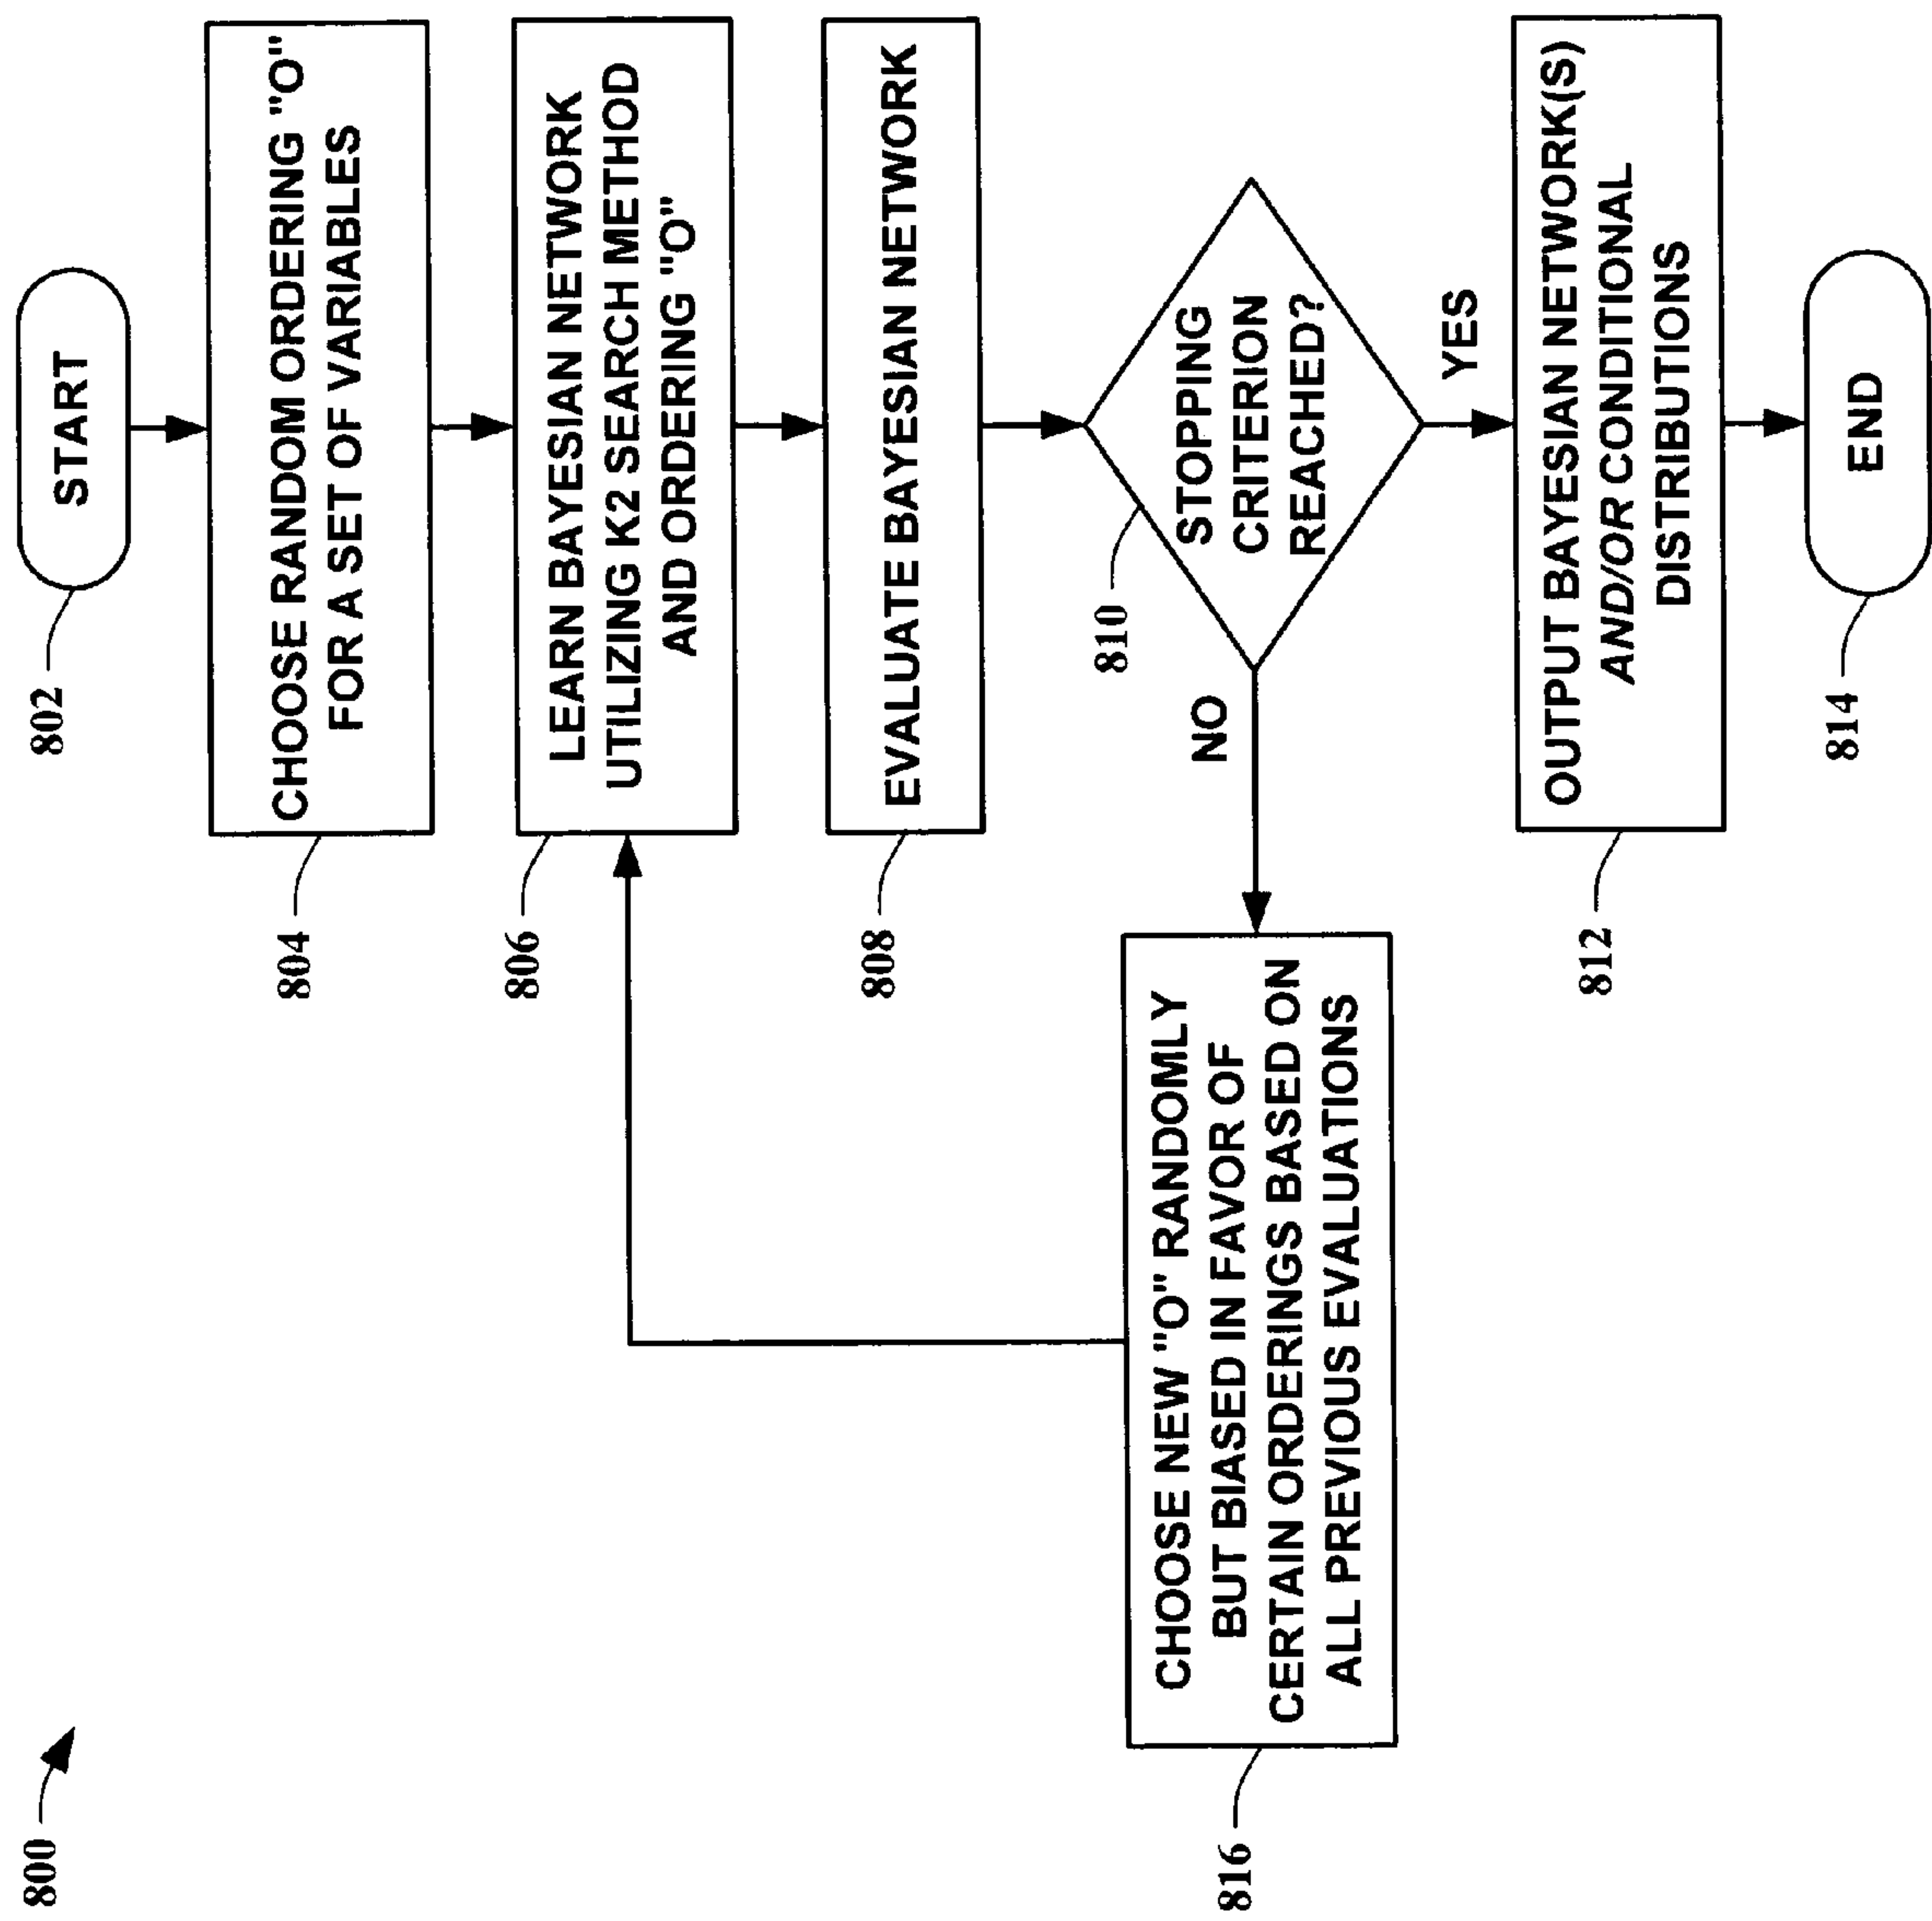 800
START
802
CHOOSE RANDOM ORDERING "O"
FOR A SET OF VARIABLES
804
LEARN BAYESIAN NETWORK
UTILIZING K2 SEARCH METHOD
AND ORDERING "O"
806
EVALUATE BAYESIAN NETWORK
808
STOPPING
CRITERION
REACHED?
810
NO
YES
CHOOSE NEW "O" RANDOMLY
BUT BIASED IN FAVOR OF
CERTAIN ORDERINGS BASED ON
ALL PREVIOUS EVALUATIONS
816
OUTPUT BAYESIAN NETWORK(S)
AND/OR CONDITIONAL
DISTRIBUTIONS
812
END
814